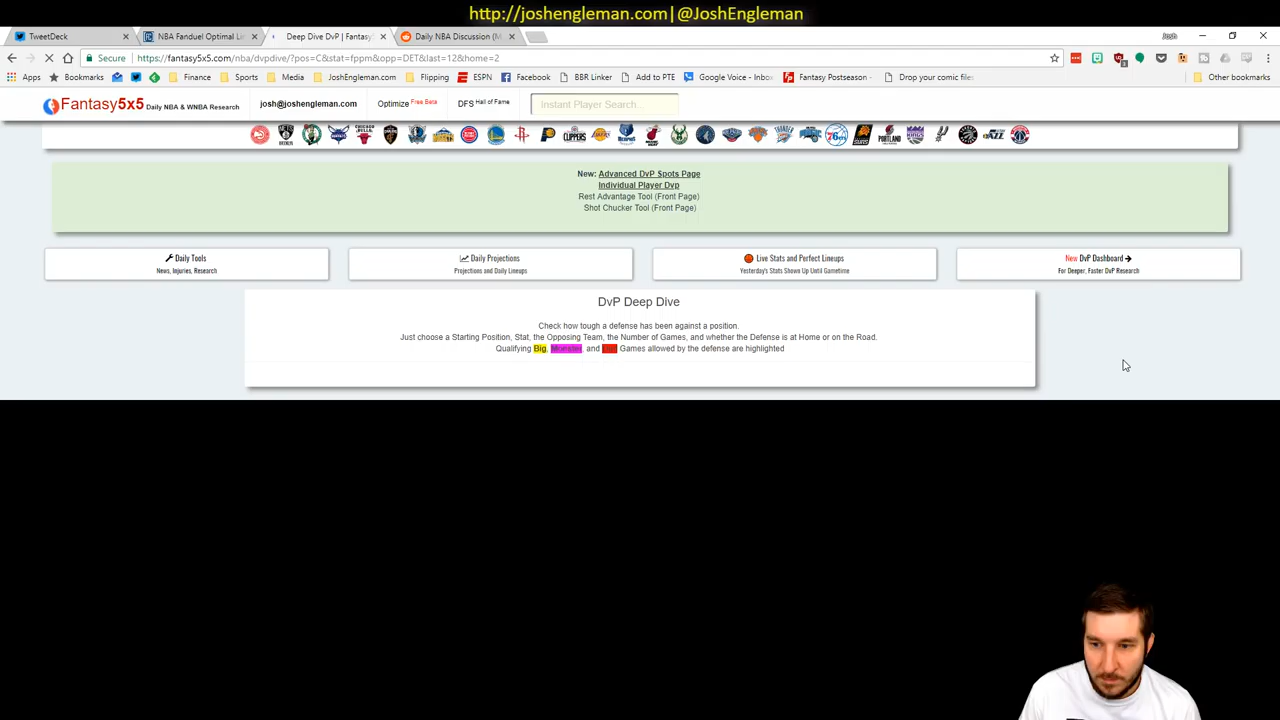 http://joshengleman.com|@JoshEngleman
TweetDeck
NBA Fanduel Optimal Lin
Deep Dive DvP | Fantasy
Daily NBA Discussion (M
Josh
Secure
https://fantasy5x5.com/nba/dvpdive/?pos=C&stat=fppm&opp=DET&last=12&home=2
Apps
Bookmarks
Finance
Sports
Media
JoshEngleman.com
Flipping
ESPN
Facebook
BBR Linker
Add to PTE
Google Voice - Inbo
Fantasy Postseason -
Drop your comic files
Other bookmarks
Fantasy5x5 Daily NBA & WNBA Research
josh@joshengleman.com
Optimize Free Beta
DFS Hall of Fame
Instant Player Search...
New: Advanced DvP Spots Page
Individual Player Dvp
Rest Advantage Tool (Front Page)
Shot Chucker Tool (Front Page)
Daily Tools
News, Injuries, Research
Daily Projections
Projections and Daily Lineups
Live Stats and Perfect Lineups
Yesterday's Stats Shown Up Until Gametime
New DvP Dashboard
For Deeper, Faster DvP Research
DvP Deep Dive
Check how tough a defense has been against a position.
Just choose a Starting Position, Stat, the Opposing Team, the Number of Games, and whether the Defense is at Home or on the Road.
Qualifying Big, Monster, and Games allowed by the defense are highlighted